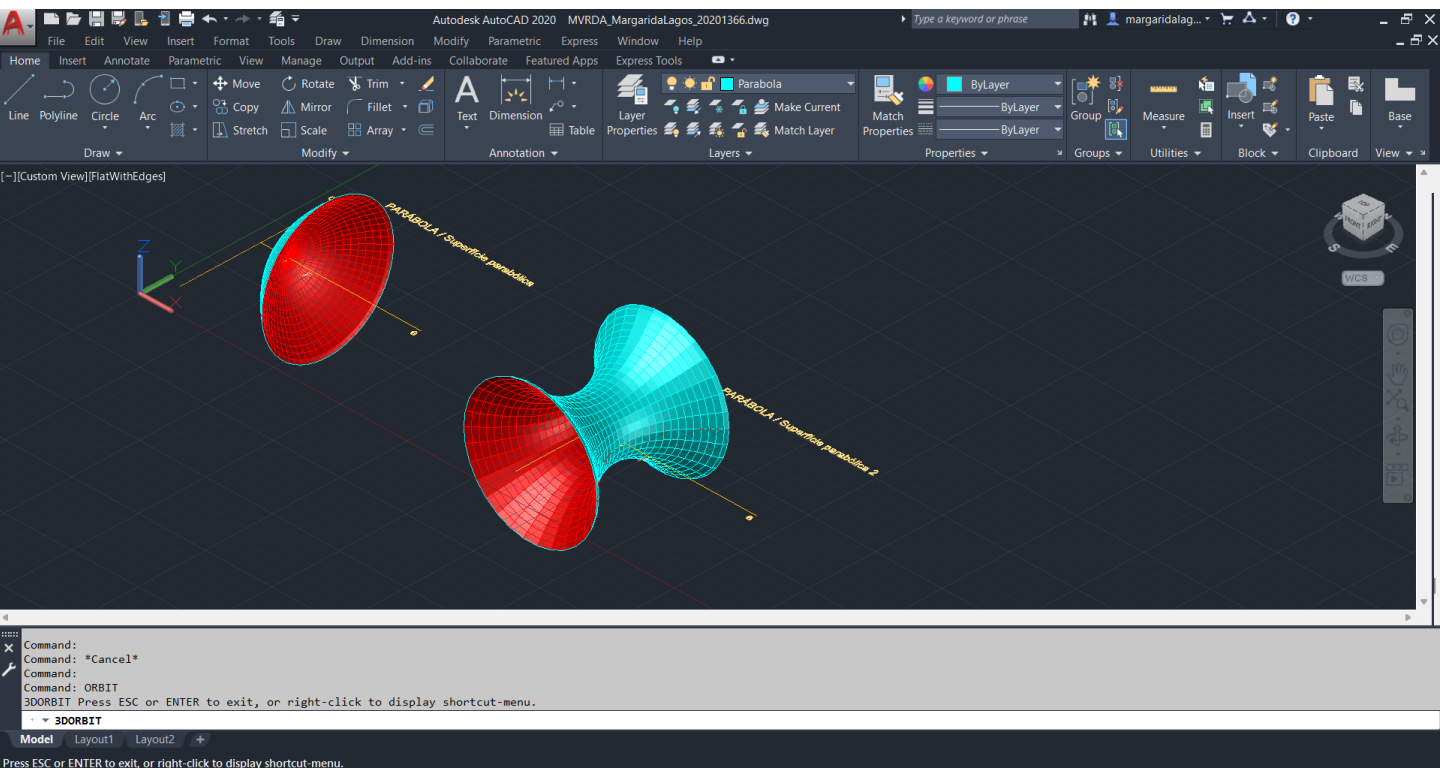 Autodesk AutoCAD 2020 MVRDA_MargaridaLagos_20201366.dwg
Type a keyword or phrase
margaridalag...
File Edit View Insert Format Tools Draw Dimension Modify Parametric Express Window Help
Home Insert Annotate Parametric View Manage Output Add-ins Collaborate Featured Apps Express Tools
Line Polyline Circle Arc
Move Rotate Trim
Copy Mirror Fillet
Stretch Scale Array
Text Dimension
Table
Layer Properties
Parabola
Make Current
Match Layer
Match Properties
ByLayer
ByLayer
ByLayer
Group
Measure
Insert
Paste
Base
Draw Modify Annotation Layers Properties Groups Utilities Block Clipboard View
[−][Custom View][FlatWithEdges]
PARÁBOLA / Superfície parabólica
Z
Y
X
e
PARÁBOLA / Superfície parabólica 2
e
TOP
FRONT
RIGHT
S
E
WCS
Command:
Command: *Cancel*
Command:
Command: ORBIT
3DORBIT Press ESC or ENTER to exit, or right-click to display shortcut-menu.
3DORBIT
Model Layout1 Layout2 +
Press ESC or ENTER to exit, or right-click to display shortcut-menu.